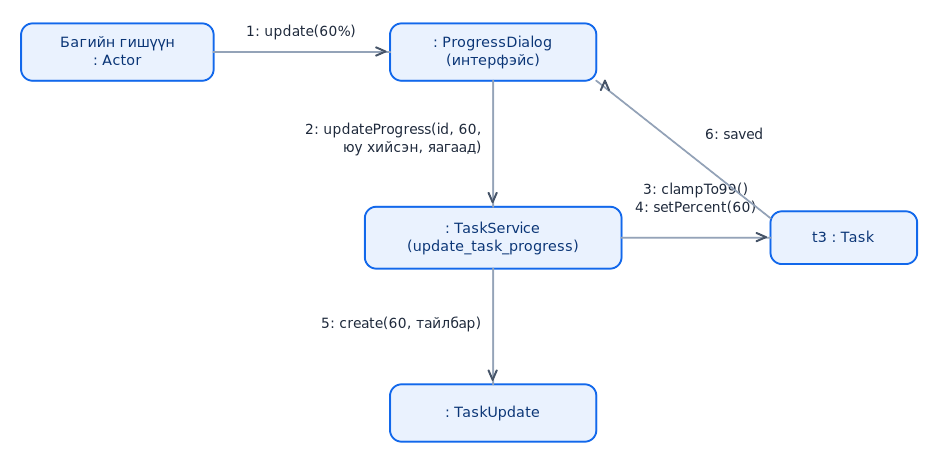 Багийн гишүүн
: Actor
1: update(60%)
: ProgressDialog
(интерфэйс)
2: updateProgress(id, 60,
юу хийсэн, яагаад)
6: saved
3: clampTo99()
4: setPercent(60)
: TaskService
(update_task_progress)
t3 : Task
5: create(60, тайлбар)
: TaskUpdate